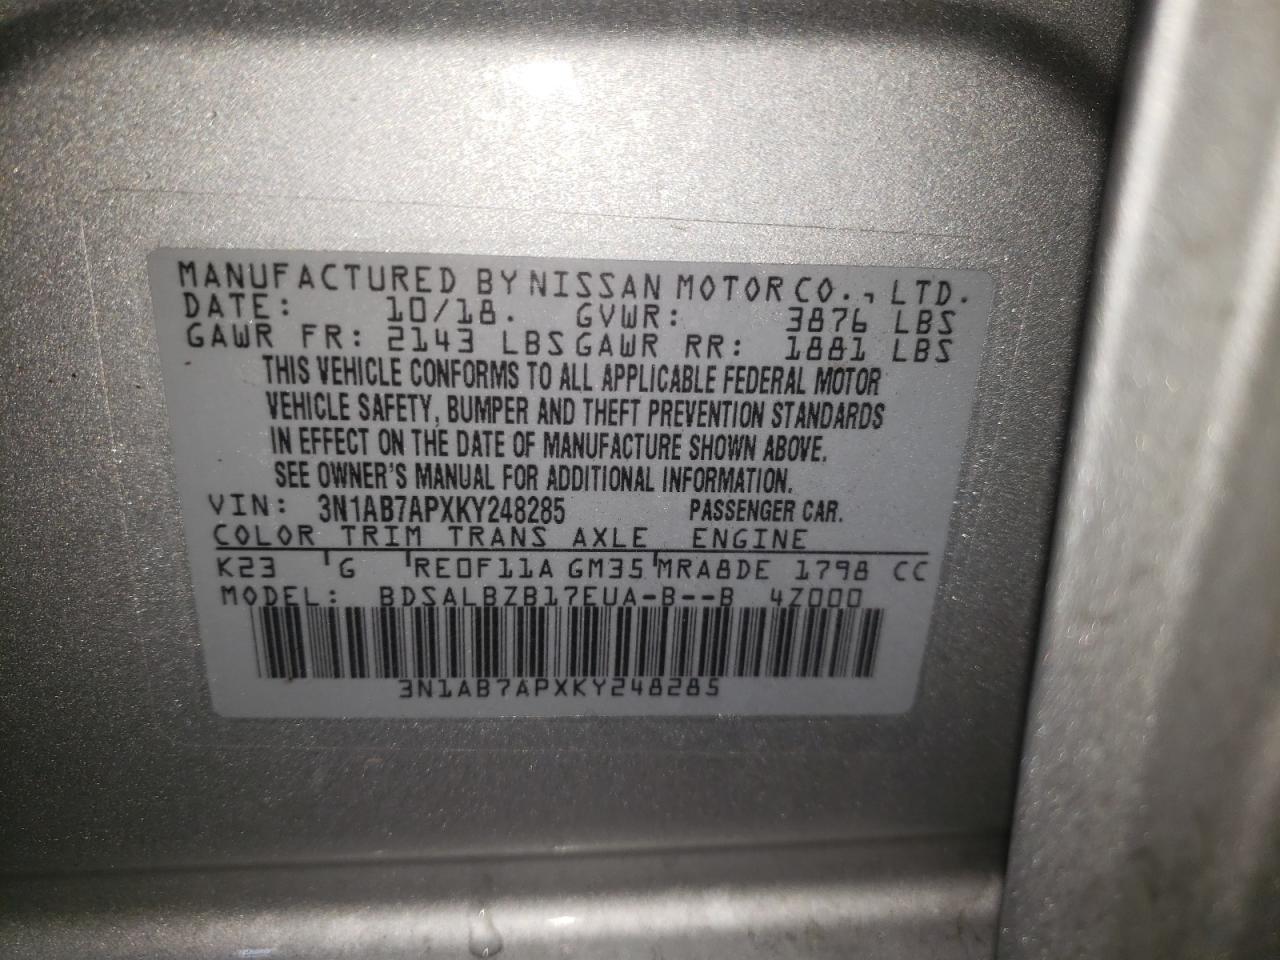 MANUFACTURED BY NISSAN MOTOR CO., LTD.
DATE: 10/18. GVWR: 3876 LBS
GAWR FR: 2143 LBS GAWR RR: 1881 LBS
THIS VEHICLE CONFORMS TO ALL APPLICABLE FEDERAL MOTOR
VEHICLE SAFETY, BUMPER AND THEFT PREVENTION STANDARDS
IN EFFECT ON THE DATE OF MANUFACTURE SHOWN ABOVE.
SEE OWNER'S MANUAL FOR ADDITIONAL INFORMATION.
VIN: 3N1AB7APXKY248285 PASSENGER CAR.
COLOR TRIM TRANS AXLE ENGINE
K23 G RE0F11A GM35 MRA8DE 1798 CC
MODEL: BDSALBZB17EUA-B--B 4Z000
3N1AB7APXKY248285